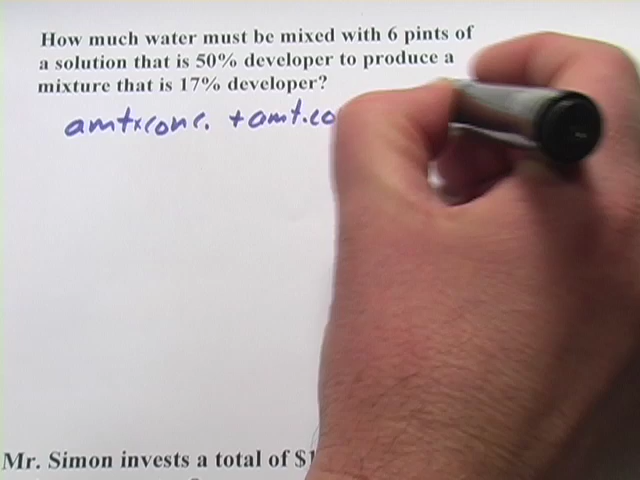 How much water must be mixed with 6 pints of
a solution that is 50% developer to produce a
mixture that is 17% developer?
amt×conc. + amt.co
Mr. Simon invests a total of $1